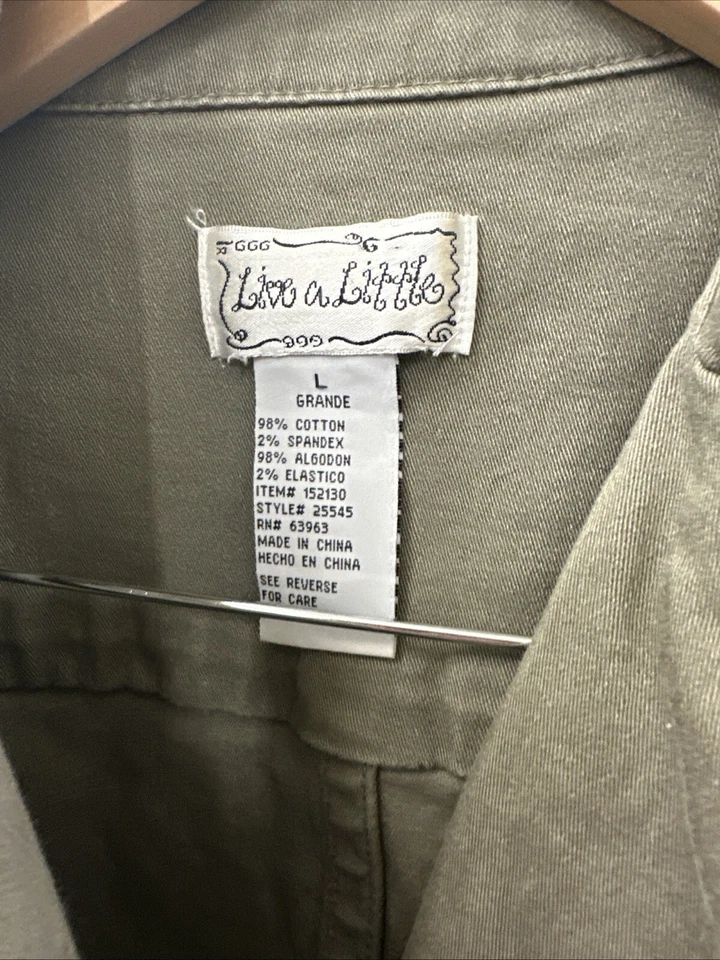 Live a Little
L
GRANDE
98% COTTON
2% SPANDEX
98% ALGODON
2% ELASTICO
ITEM# 152130
STYLE# 25545
RN# 63963
MADE IN CHINA
HECHO EN CHINA
SEE REVERSE
FOR CARE